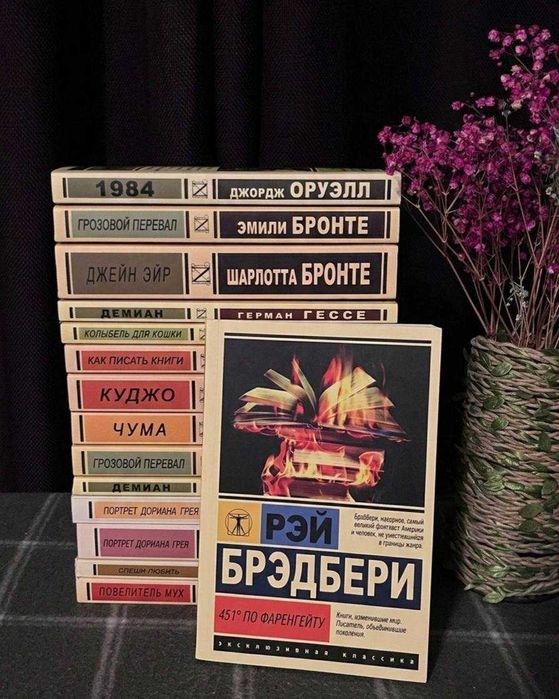 1984 ДЖОРДЖ ОРУЭЛЛ
ГРОЗОВОЙ ПЕРЕВАЛ ЭМИЛИ БРОНТЕ
ДЖЕЙН ЭЙР ШАРЛОТТА БРОНТЕ
ДЕМИАН ГЕРМАН ГЕССЕ
КОЛЫБЕЛЬ ДЛЯ КОШКИ
КАК ПИСАТЬ КНИГИ
КУДЖО
ЧУМА
ГРОЗОВОЙ ПЕРЕВАЛ
ДЕМИАН
ПОРТРЕТ ДОРИАНА ГРЕЯ
ПОРТРЕТ ДОРИАНА ГРЕЯ
СПЕШИ ЛЮБИТЬ
ПОВЕЛИТЕЛЬ МУХ
РЭЙ
БРЭДБЕРИ
451° ПО ФАРЕНГЕЙТУ
Брэдбери, наверное, самый
великий фантаст Америки
и человек, не уместившийся
в границы жанра.
Книги, изменившие мир.
Писатели, объединившие
поколения.
эксклюзивная классика